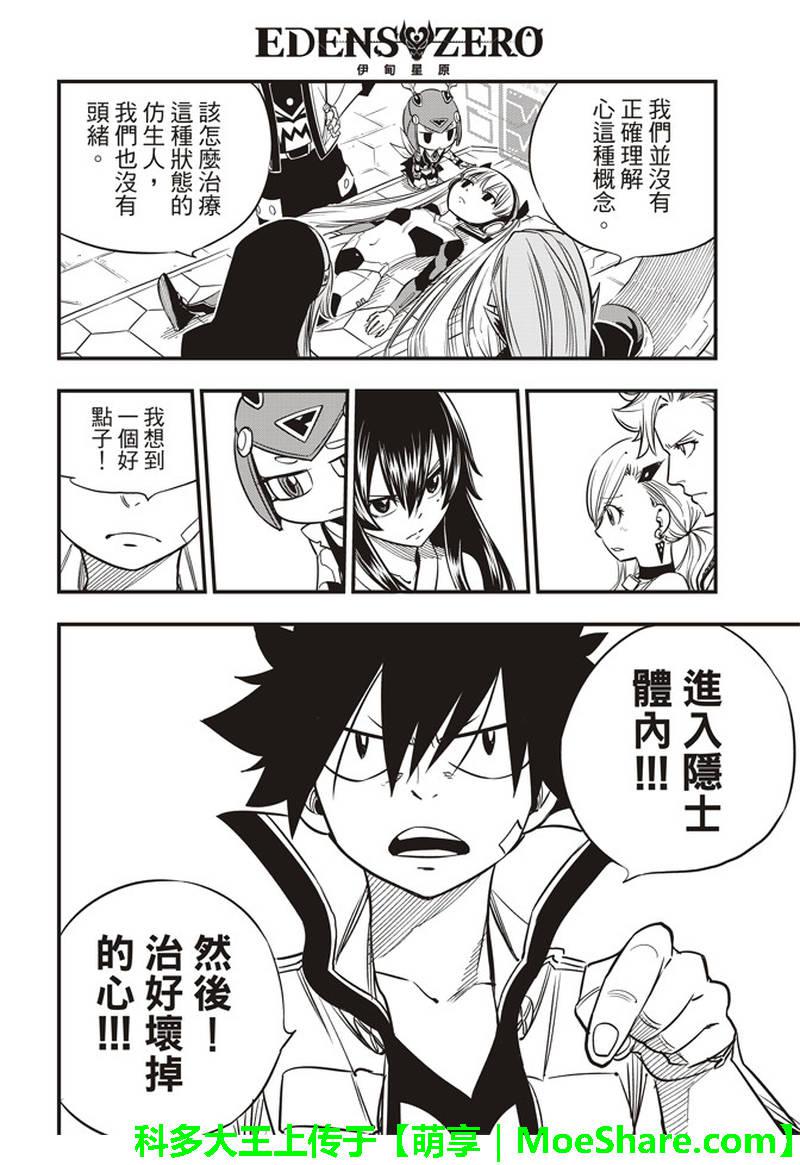 EDENS ZERO
伊甸星原
我們並沒有
正確理解
心這種概念。
該怎麼治療
這種狀態的
仿生人，
我們也沒有
頭緒。
我想到
一個好
點子！
進入隱士
體內!!!
然後！
治好壞掉
的心!!!
科多大王上传于【萌享】| MoeShare.com】